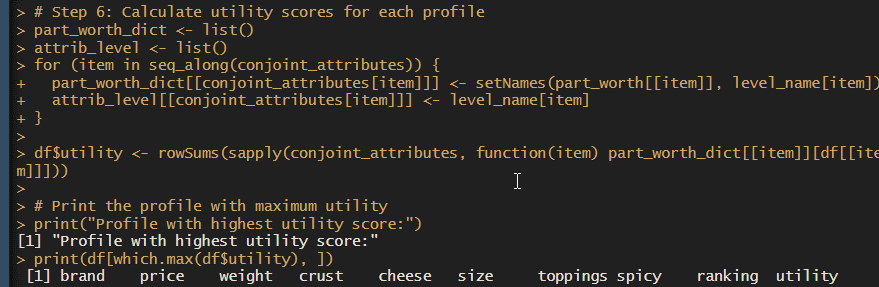 > # Step 6: Calculate utility scores for each profile
> part_worth_dict <- list()
> attrib_level <- list()
> for (item in seq_along(conjoint_attributes)) {
+   part_worth_dict[[conjoint_attributes[item]]] <- setNames(part_worth[[item]], level_name[item])
+   attrib_level[[conjoint_attributes[item]]] <- level_name[item]
+ }
>
> df$utility <- rowSums(sapply(conjoint_attributes, function(item) part_worth_dict[[item]][df[[ite
m]]]))
>
> # Print the profile with maximum utility
> print("Profile with highest utility score:")
[1] "Profile with highest utility score:"
> print(df[which.max(df$utility), ])
[1] brand    price    weight   crust    cheese   size     toppings spicy    ranking  utility